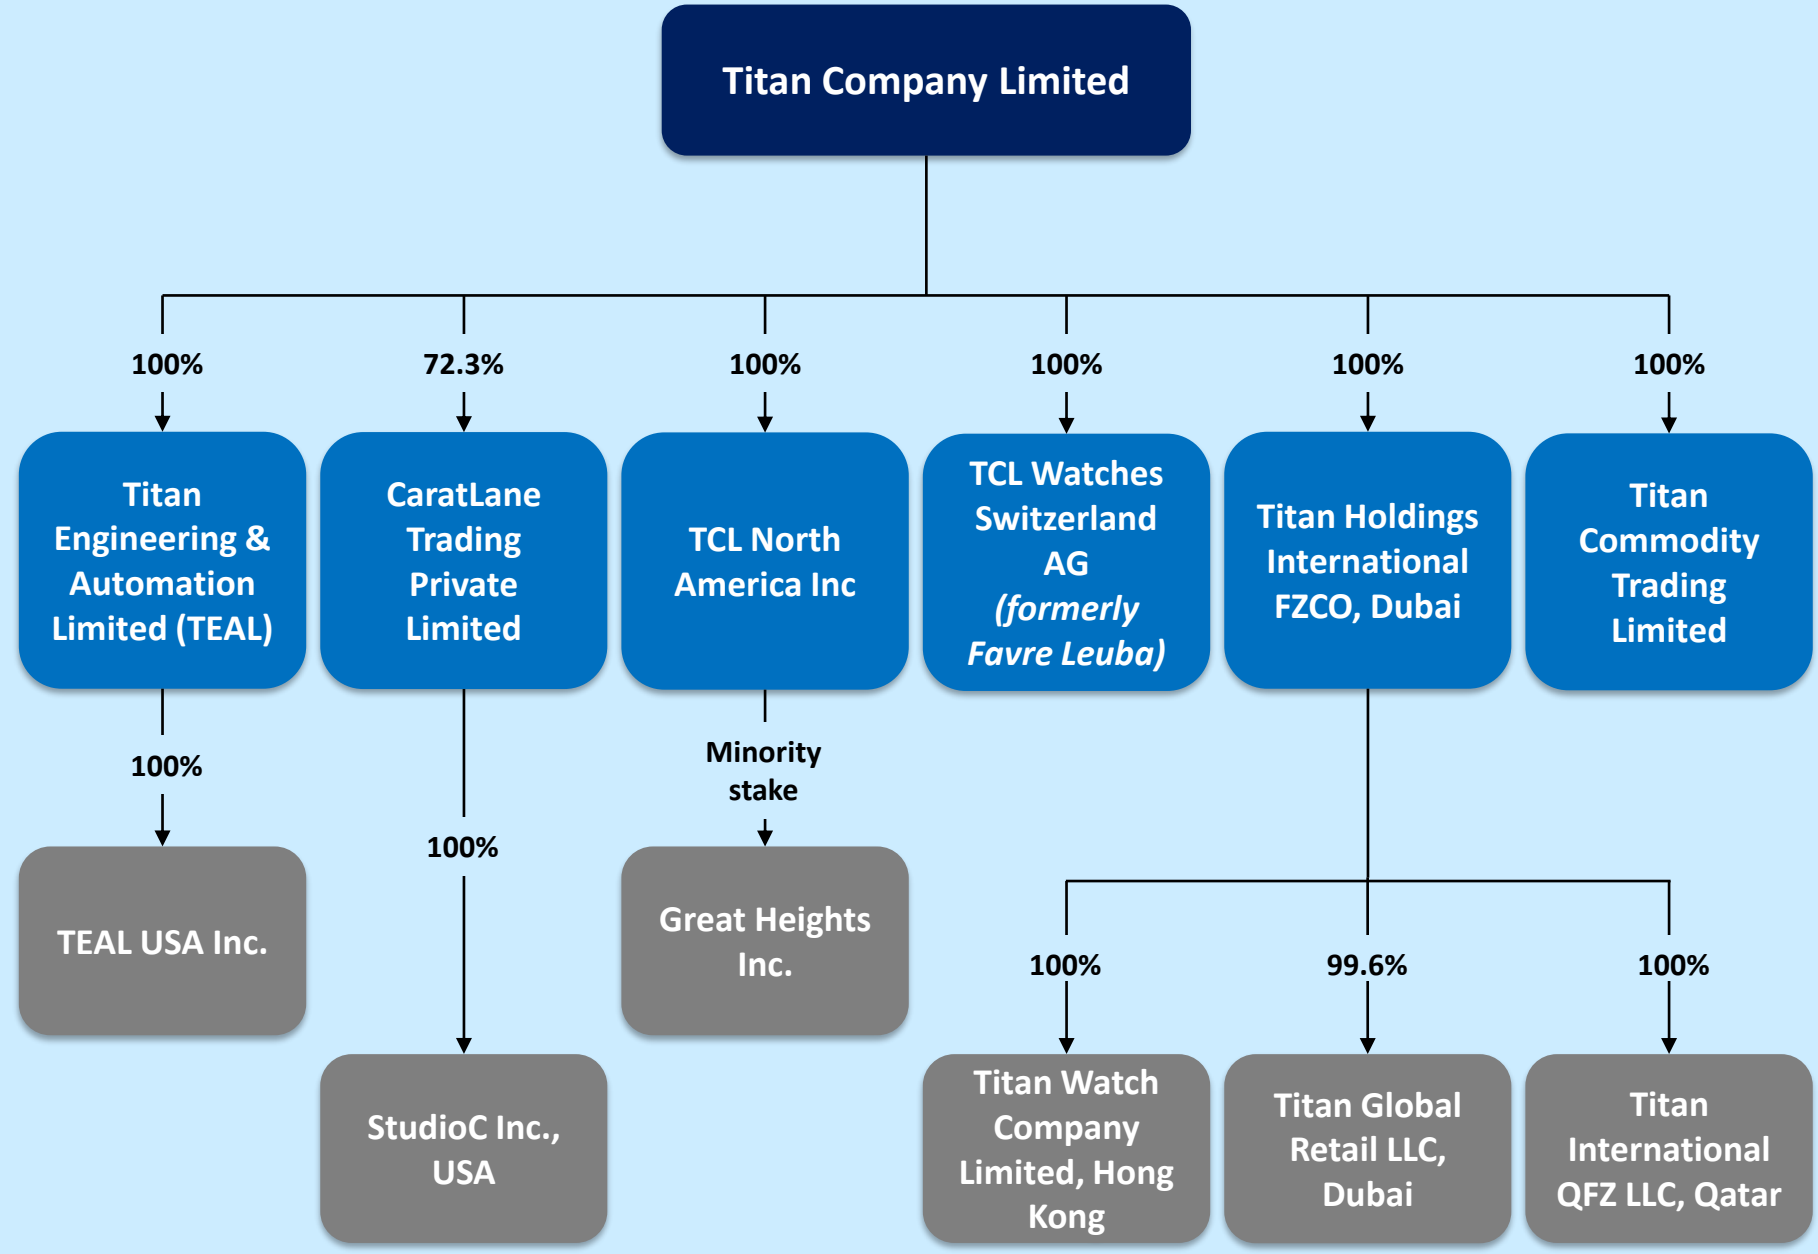 Titan Company Limited
100%
72.3%
100%
100%
100%
100%
Titan
Engineering &
Automation
Limited (TEAL)
CaratLane
Trading
Private
Limited
TCL North
America Inc
TCL Watches
Switzerland
AG
(formerly
Favre Leuba)
Titan Holdings
International
FZCO, Dubai
Titan
Commodity
Trading
Limited
100%
100%
Minority
stake
TEAL USA Inc.
StudioC Inc.,
USA
Great Heights
Inc.
100%
99.6%
100%
Titan Watch
Company
Limited, Hong
Kong
Titan Global
Retail LLC,
Dubai
Titan
International
QFZ LLC, Qatar